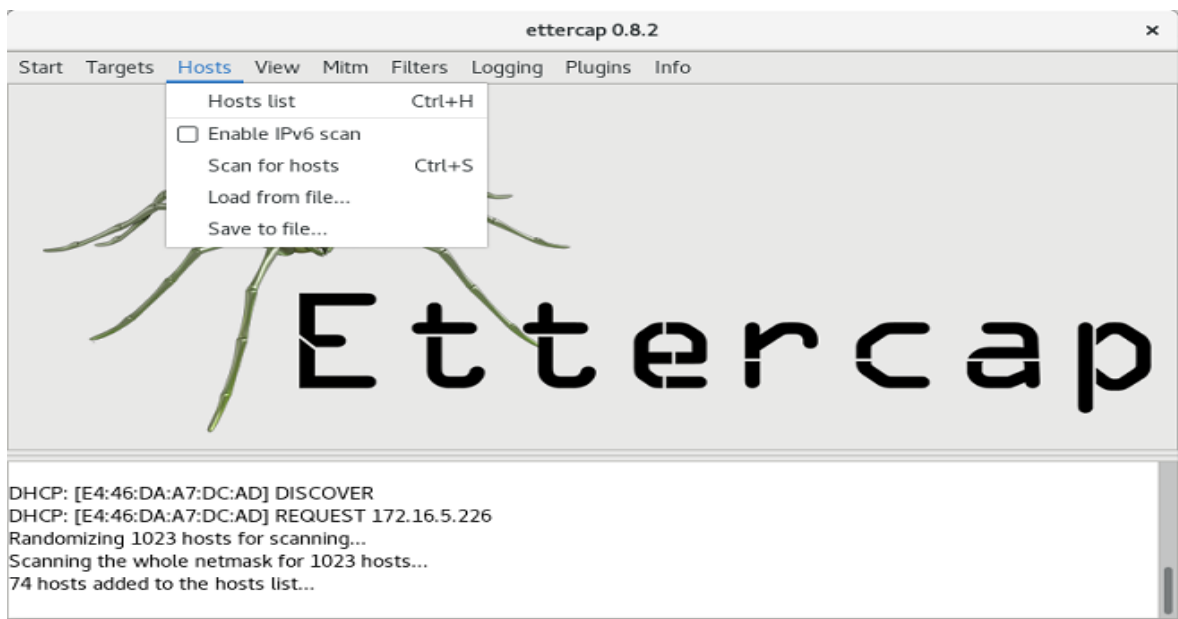 ettercap 0.8.2 ×
Start Targets Hosts View Mitm Filters Logging Plugins Info
Hosts list Ctrl+H
Enable IPv6 scan
Scan for hosts Ctrl+S
Load from file...
Save to file...
Ettercap
DHCP: [E4:46:DA:A7:DC:AD] DISCOVER
DHCP: [E4:46:DA:A7:DC:AD] REQUEST 172.16.5.226
Randomizing 1023 hosts for scanning...
Scanning the whole netmask for 1023 hosts...
74 hosts added to the hosts list...